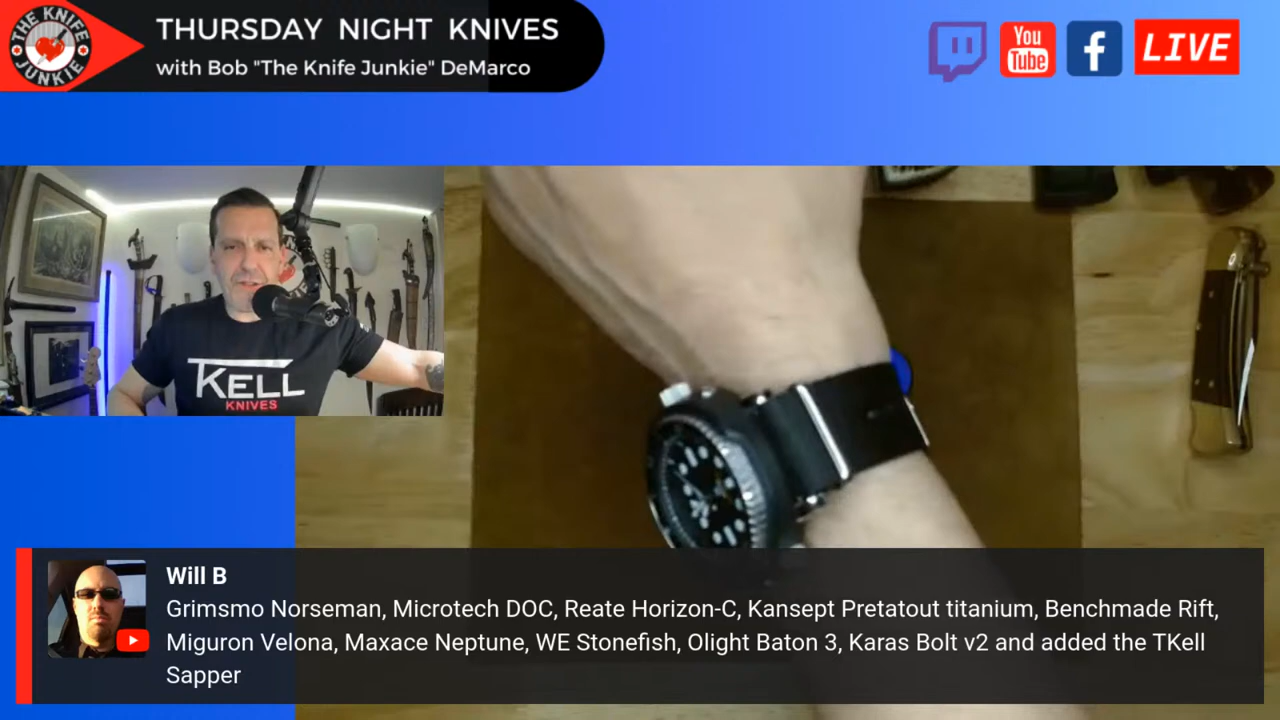 THE KNIFE
JUNKIE
THURSDAY NIGHT KNIVES
with Bob "The Knife Junkie" DeMarco
You
Tube
f
LIVE
TKELL
KNIVES
Will B
Grimsmo Norseman, Microtech DOC, Reate Horizon-C, Kansept Pretatout titanium, Benchmade Rift,
Miguron Velona, Maxace Neptune, WE Stonefish, Olight Baton 3, Karas Bolt v2 and added the TKell
Sapper